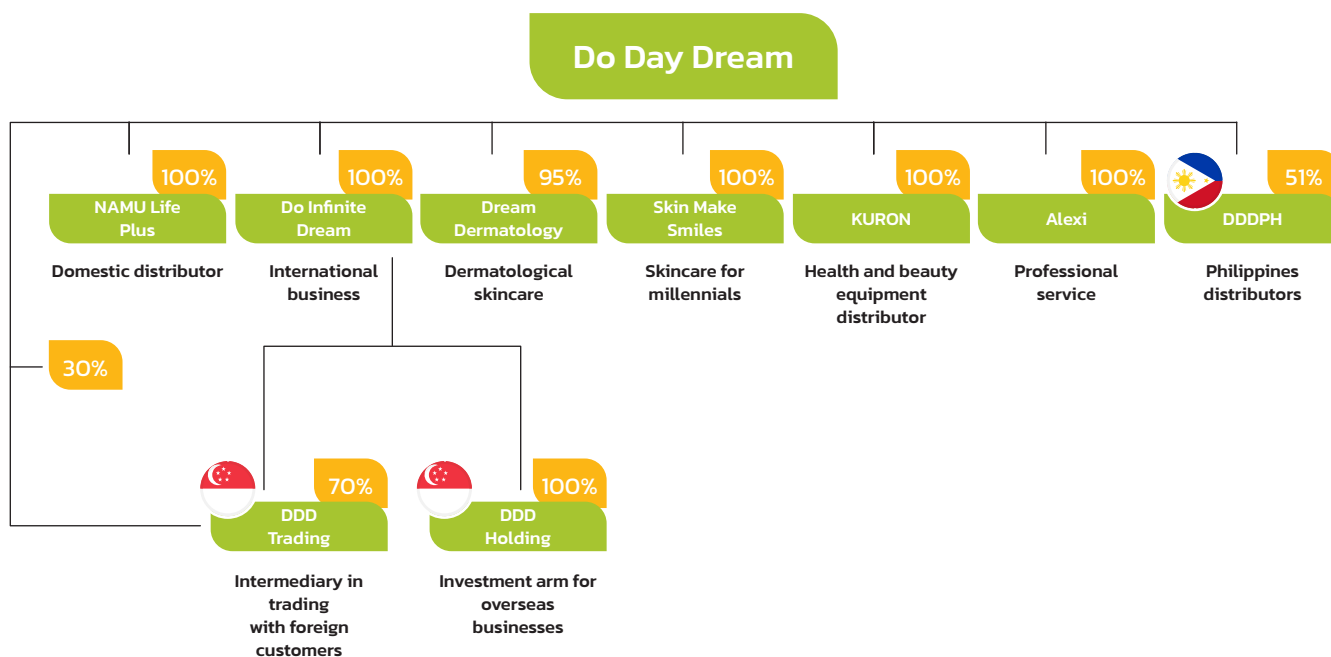 Do Day Dream
100%
NAMU Life
Plus
Domestic distributor
100%
Do Infinite
Dream
International
business
95%
Dream
Dermatology
Dermatological
skincare
100%
Skin Make
Smiles
Skincare for
millennials
100%
KURON
Health and beauty
equipment
distributor
100%
Alexi
Professional
service
51%
DDDPH
Philippines
distributors
30%
70%
DDD
Trading
Intermediary in
trading
with foreign
customers
100%
DDD
Holding
Investment arm for
overseas
businesses